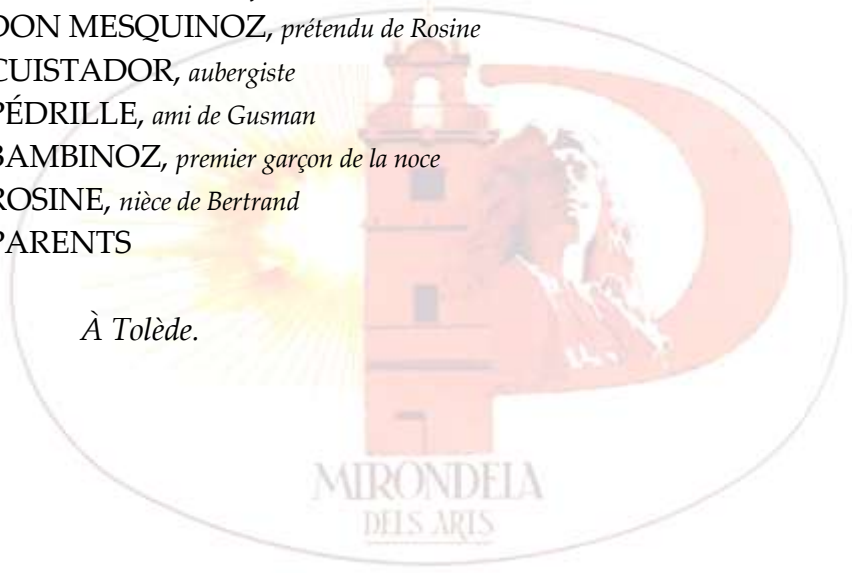 DON MESQUINOZ, prétendu de Rosine
CUISTADOR, aubergiste
PÉDRILLE, ami de Gusman
BAMBINOZ, premier garçon de la noce
ROSINE, nièce de Bertrand
PARENTS
À Tolède.
MIRONDELA
DELS ARTS